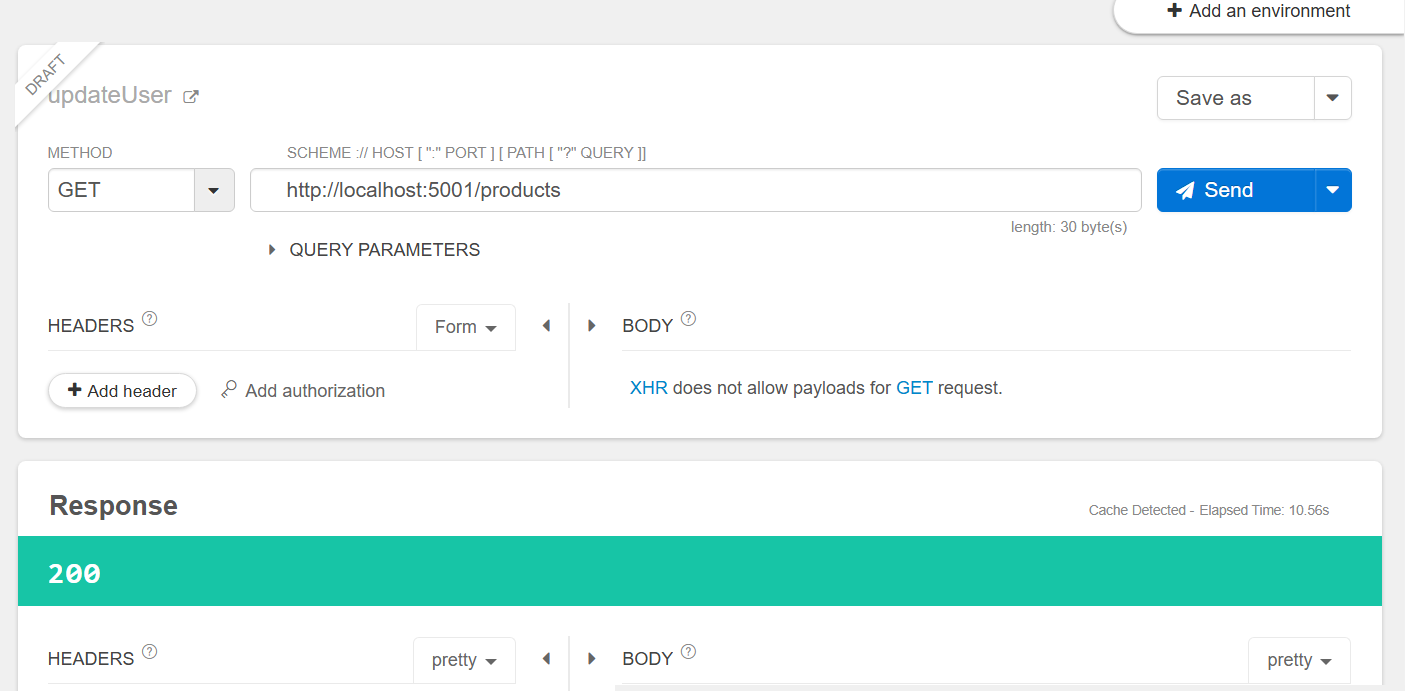 Add an environment
DRAFT
updateUser
Save as
METHOD
SCHEME :// HOST [ ":" PORT ] [ PATH [ "?" QUERY ]]
GET
http://localhost:5001/products
Send
length: 30 byte(s)
QUERY PARAMETERS
HEADERS ?
Form
BODY ?
Add header
Add authorization
XHR does not allow payloads for GET request.
Response
Cache Detected - Elapsed Time: 10.56s
200
HEADERS ?
pretty
BODY ?
pretty